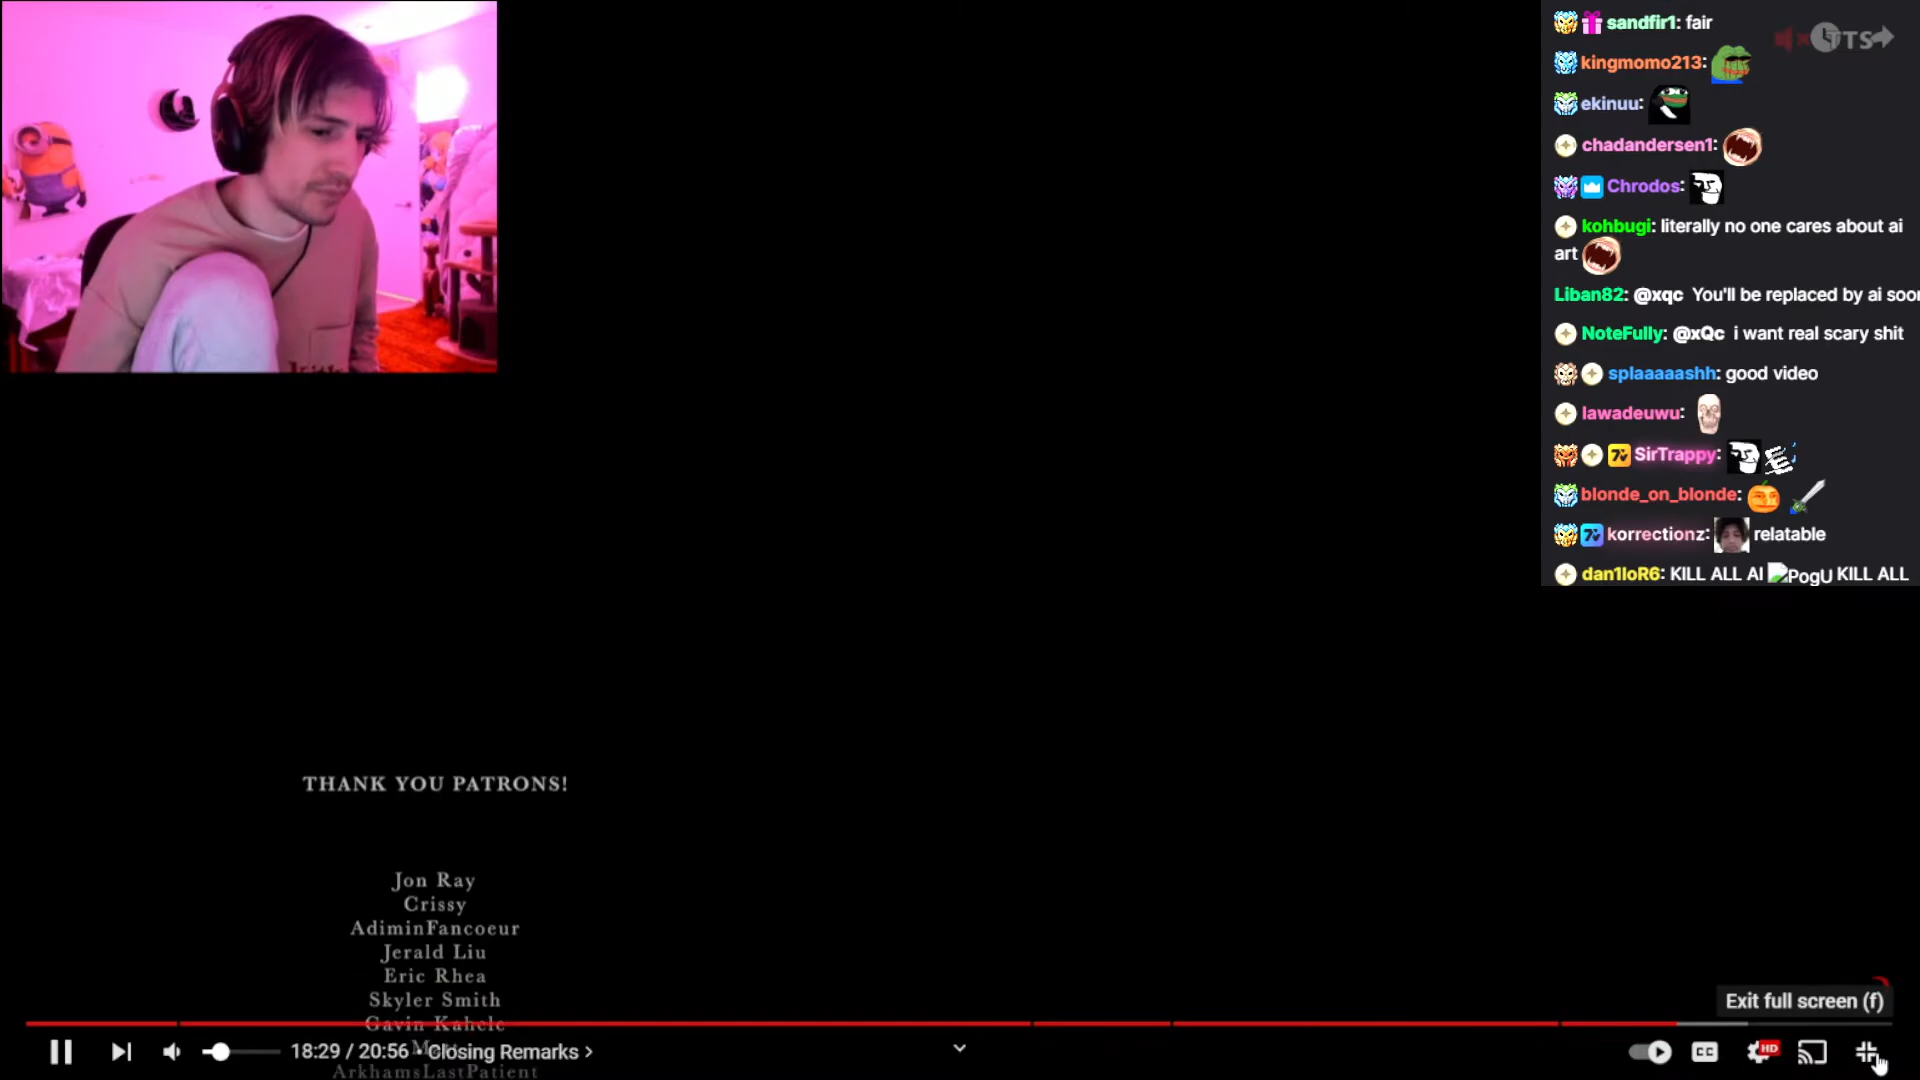 sandfir1: fair
TTS
kingmomo213:
ekinuu:
chadandersen1:
Chrodos:
kohbugi: literally no one cares about ai
art
Liban82: @xqc You'll be replaced by ai soon
NoteFully: @xQc i want real scary shit
splaaaaashh: good video
lawadeuwu:
SirTrappy:
blonde_on_blonde:
korrectionz: relatable
dan1loR6: KILL ALL AI PogU KILL ALL
THANK YOU PATRONS!
Jon Ray
Crissy
AdiminFancoeur
Jerald Liu
Eric Rhea
Skyler Smith
Exit full screen (f)
18:29 / 20:56 • Closing Remarks >
CC
HD
ArkhamsLastPatient